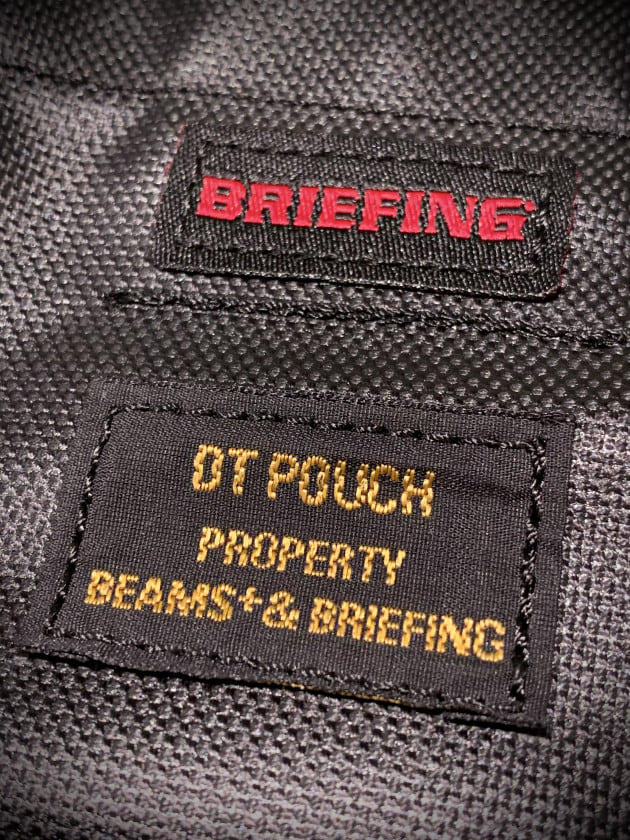 BRIEFING
DT POUCH
PROPERTY
BEAMS+& BRIEFING